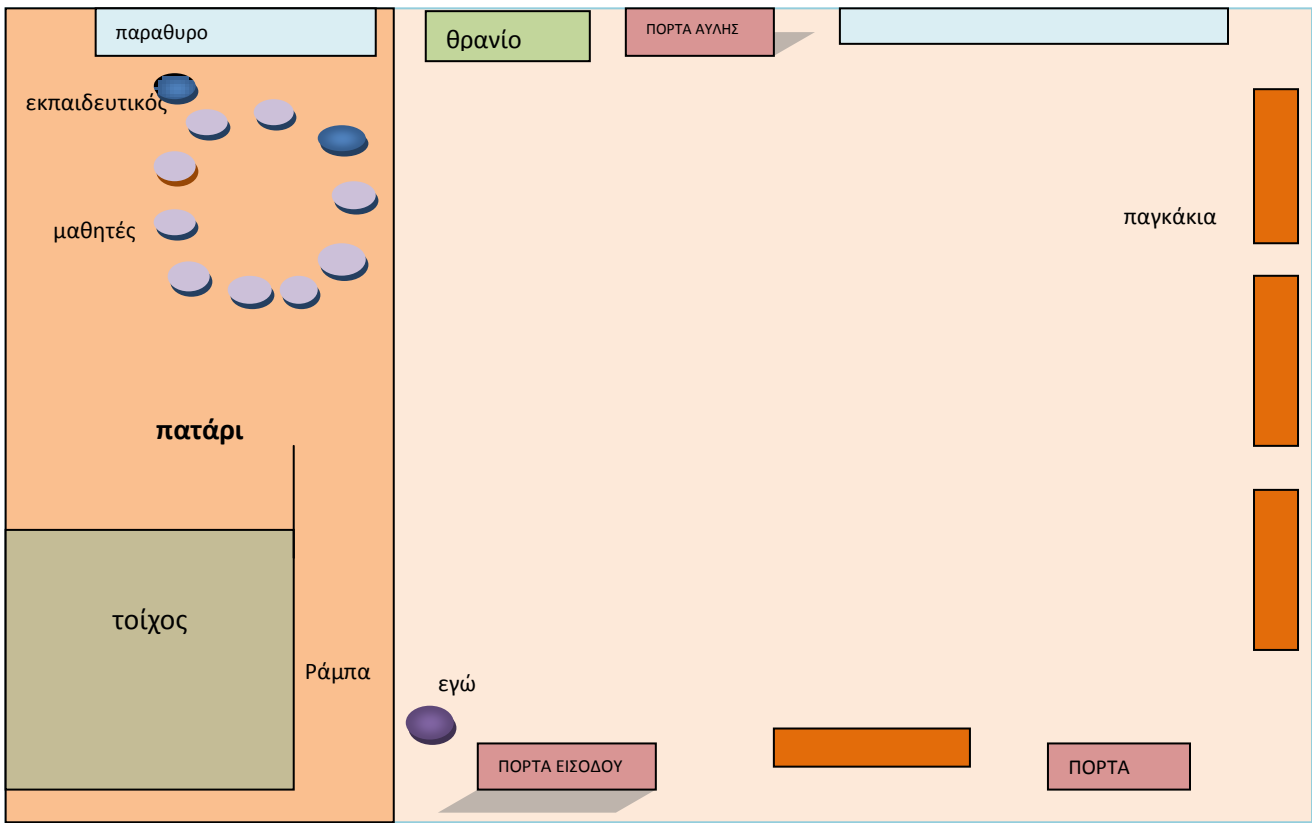 παραθυρο
θρανίο
ΠΟΡΤΑ ΑΥΛΗΣ
εκπαιδευτικός
μαθητές
παγκάκια
πατάρι
τοίχος
Ράμπα
εγώ
ΠΟΡΤΑ ΕΙΣΟΔΟΥ
ΠΟΡΤΑ